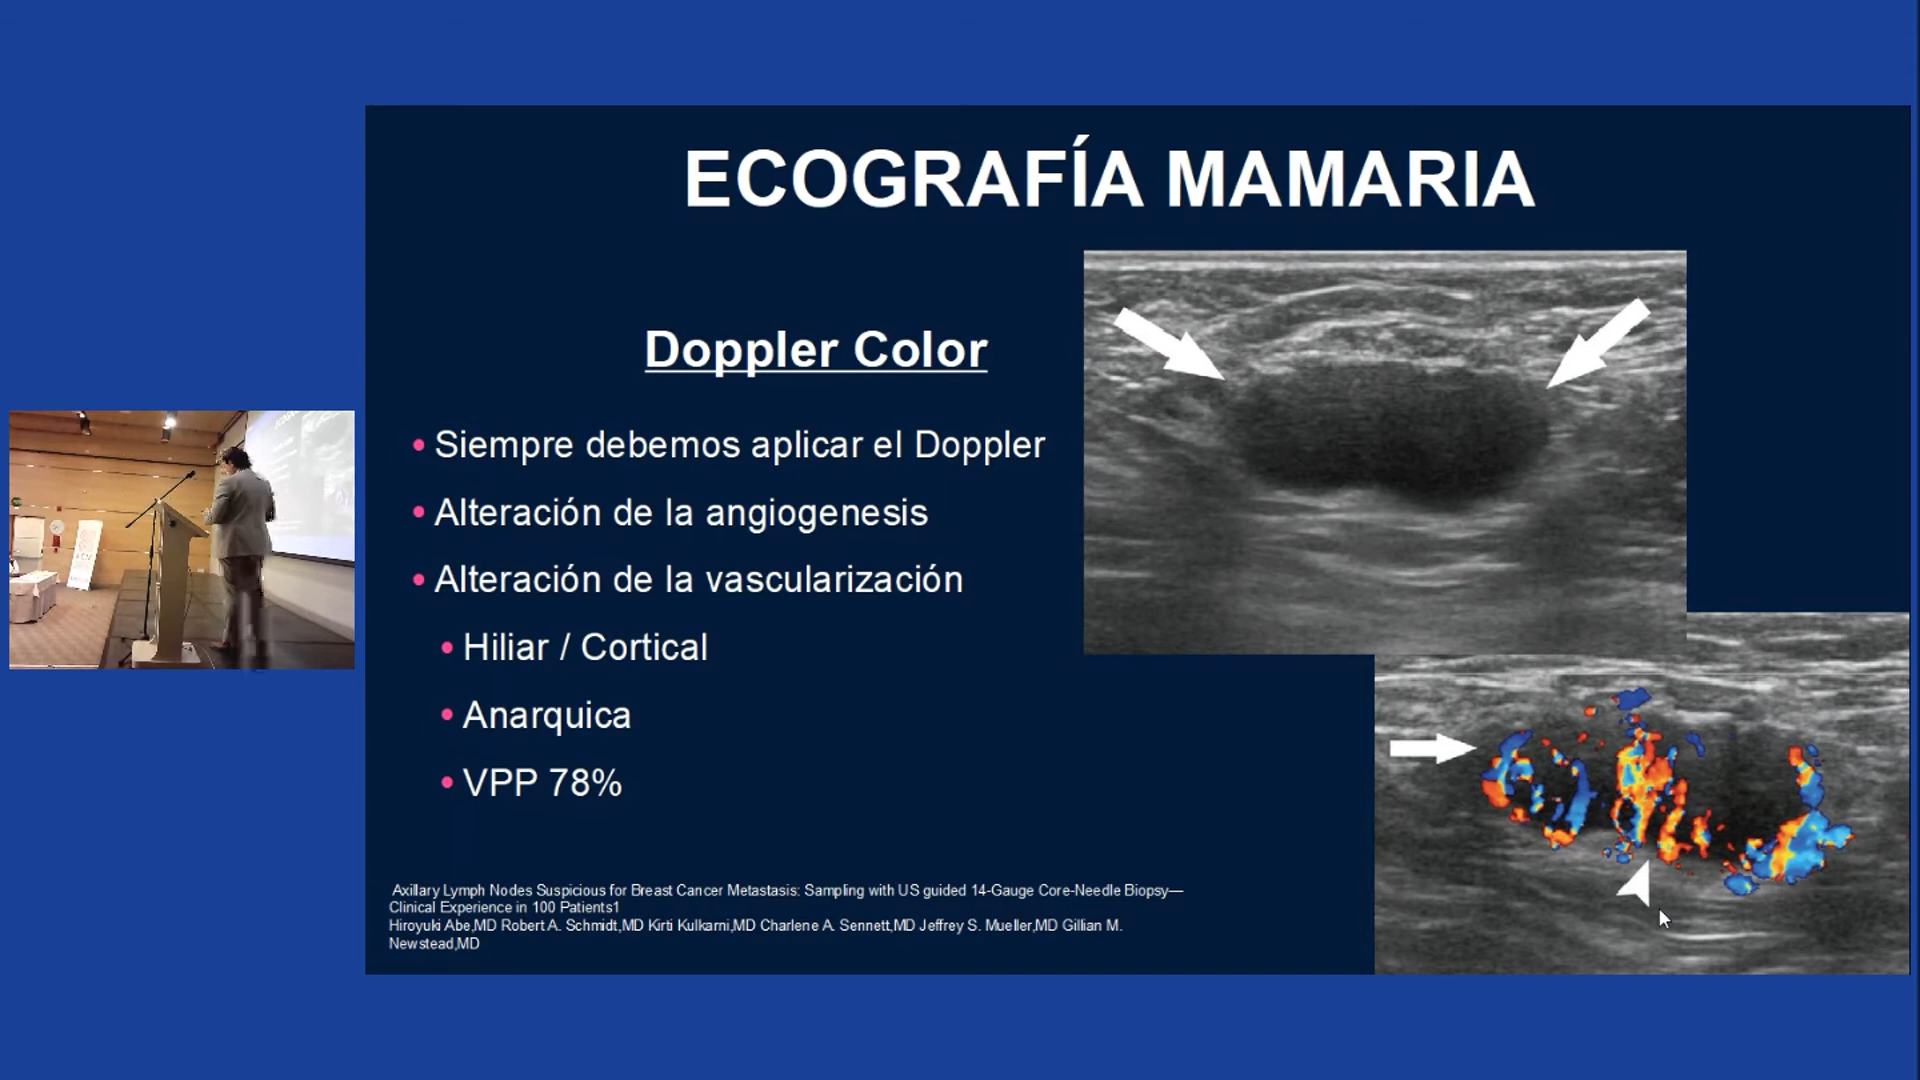 ECOGRAFÍA MAMARIA
Doppler Color
• Siempre debemos aplicar el Doppler
• Alteración de la angiogenesis
• Alteración de la vascularización
• Hiliar / Cortical
• Anarquica
• VPP 78%
Axillary Lymph Nodes Suspicious for Breast Cancer Metastasis: Sampling with US guided 14-Gauge Core-Needle Biopsy—
Clinical Experience in 100 Patients1
Hiroyuki Abe,MD Robert A. Schmidt,MD Kirti Kulkarni,MD Charlene A. Sennett,MD Jeffrey S. Mueller,MD Gillian M.
Newstead,MD